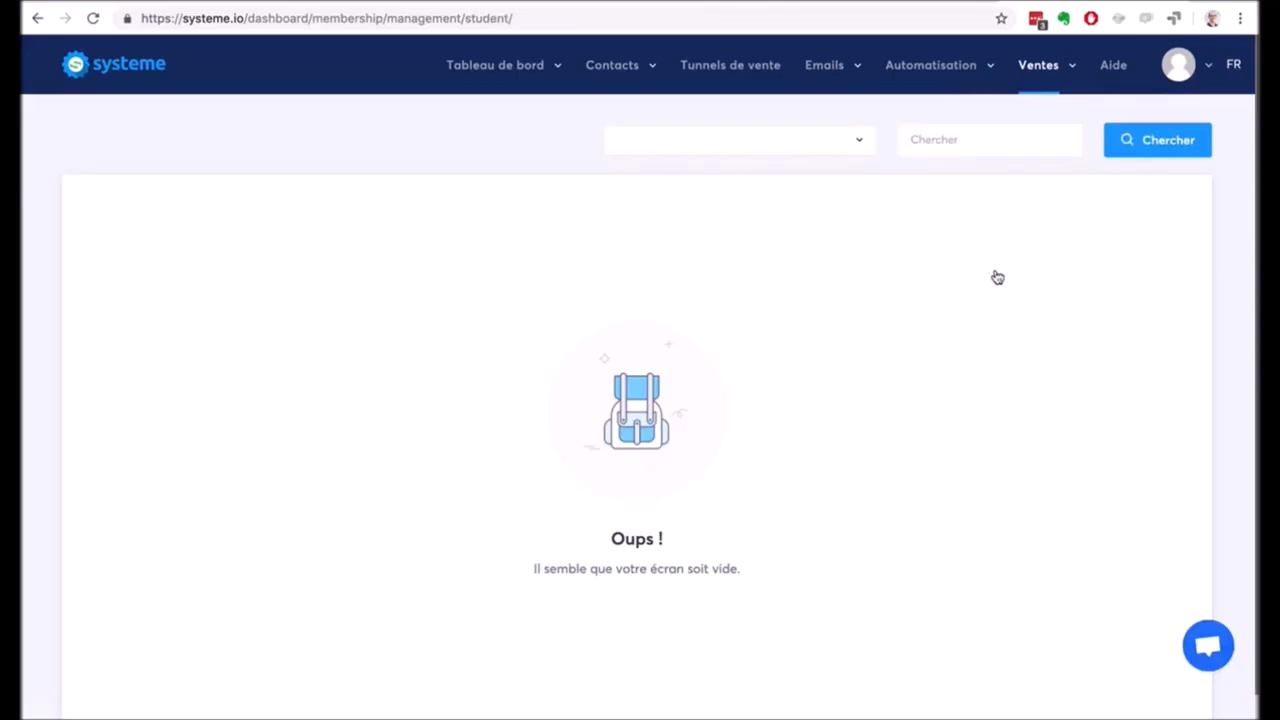 https://systeme.io/dashboard/membership/management/student/
3
systeme
Tableau de bord
Contacts
Tunnels de vente
Emails
Automatisation
Ventes
Aide
FR
Chercher
Chercher
Oups !
Il semble que votre écran soit vide.